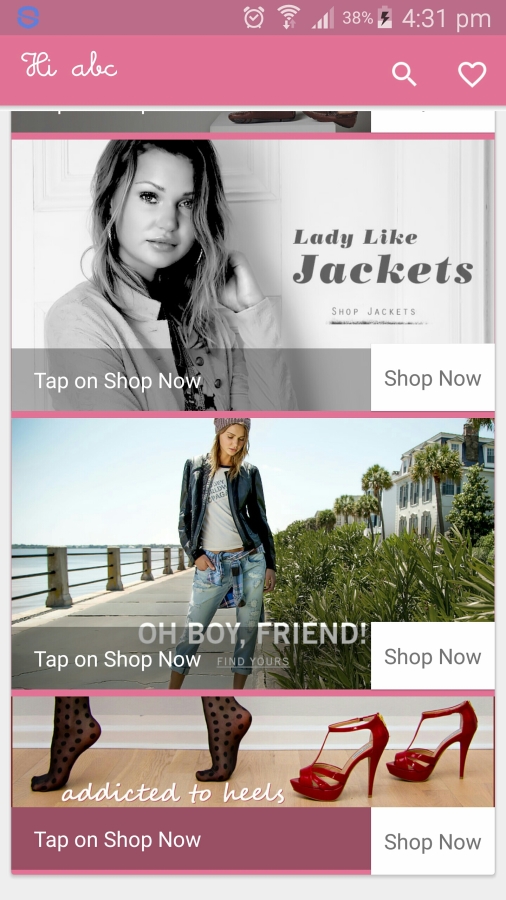 38% 4:31 pm
Hi abc
Lady Like
Jackets
Shop Jackets
Tap on Shop Now
Shop Now
OH BOY, FRIEND!
FIND YOURS
Tap on Shop Now
Shop Now
addicted to heels
Tap on Shop Now
Shop Now